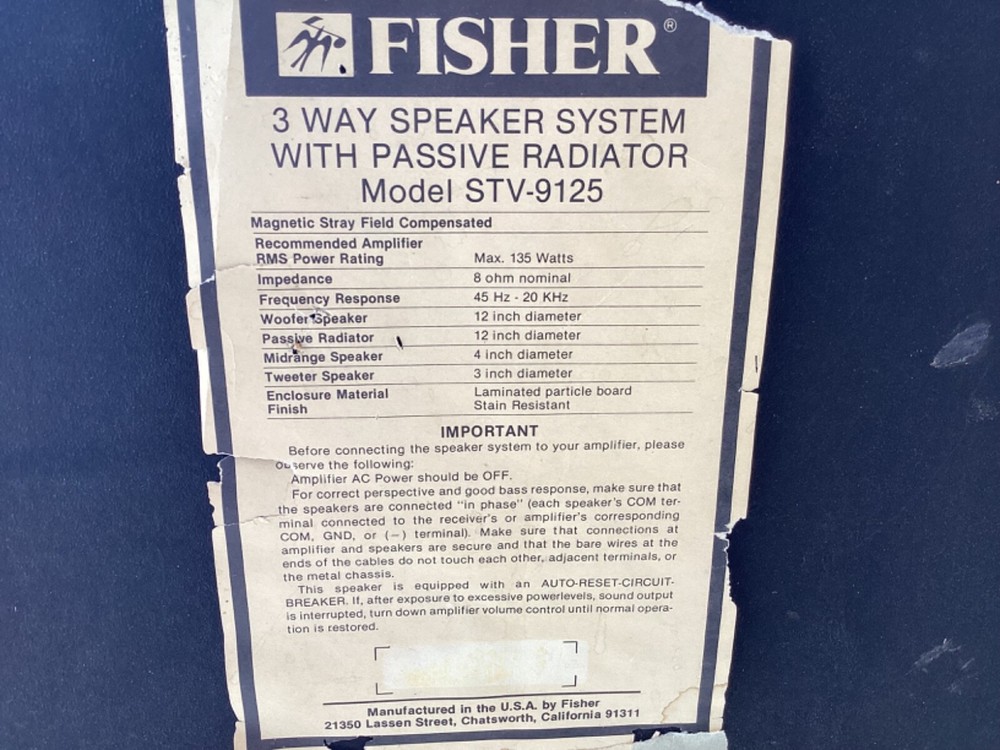 FISHER®
3 WAY SPEAKER SYSTEM
WITH PASSIVE RADIATOR
Model STV-9125
Magnetic Stray Field Compensated
Recommended Amplifier
RMS Power Rating Max. 135 Watts
Impedance 8 ohm nominal
Frequency Response 45 Hz - 20 KHz
Woofer Speaker 12 inch diameter
Passive Radiator 12 inch diameter
Midrange Speaker 4 inch diameter
Tweeter Speaker 3 inch diameter
Enclosure Material Laminated particle board
Finish Stain Resistant
IMPORTANT
Before connecting the speaker system to your amplifier, please
observe the following:
Amplifier AC Power should be OFF.
For correct perspective and good bass response, make sure that
the speakers are connected "in phase" (each speaker's COM ter-
minal connected to the receiver's or amplifier's corresponding
COM, GND, or (−) terminal). Make sure that connections at
amplifier and speakers are secure and that the bare wires at the
ends of the cables do not touch each other, adjacent terminals, or
the metal chassis.
This speaker is equipped with an AUTO-RESET-CIRCUIT-
BREAKER. If, after exposure to excessive powerlevels, sound output
is interrupted, turn down amplifier volume control until normal opera-
tion is restored.
Manufactured in the U.S.A. by Fisher
21350 Lassen Street, Chatsworth, California 91311